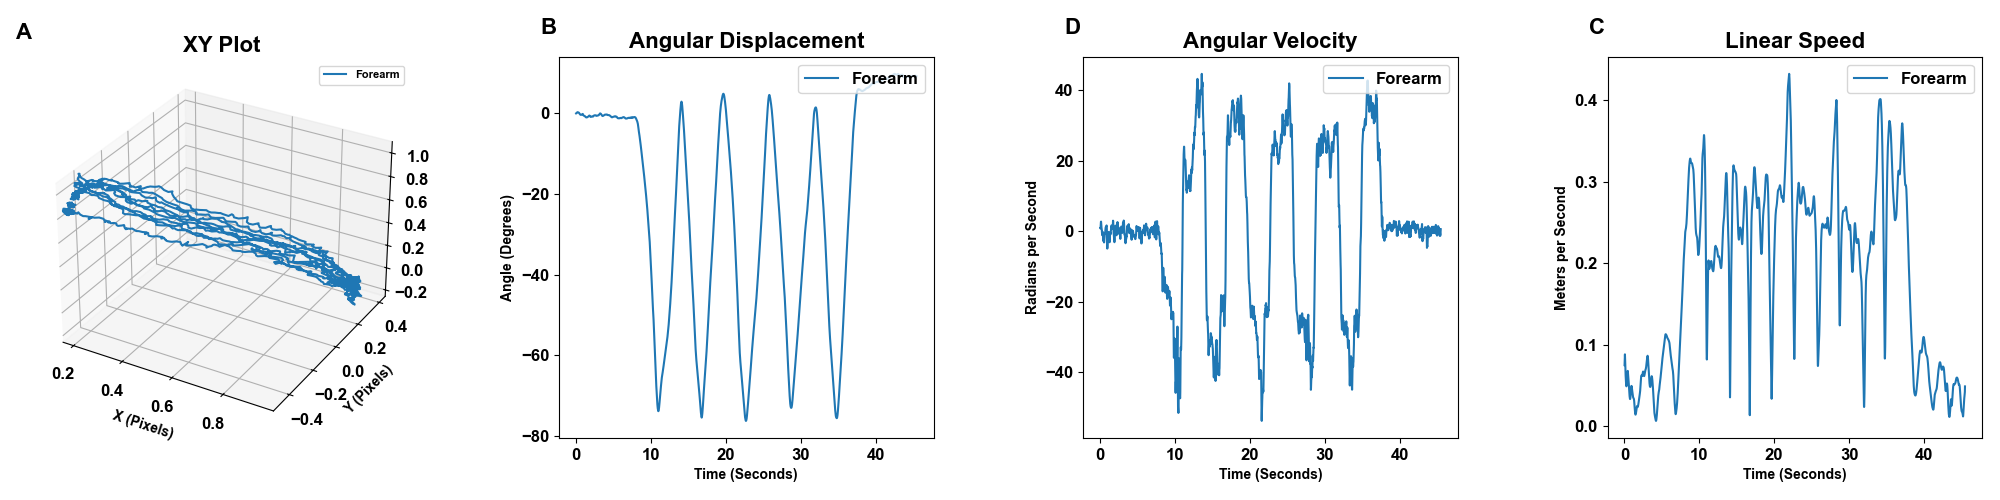 A
XY Plot
Forearm
1.0
0.8
0.6
0.4
0.2
0.0
−0.2
0.4
0.2
0.0
−0.2
−0.4
Y (Pixels)
0.2
0.4
0.6
0.8
X (Pixels)
B
Angular Displacement
Forearm
0
−20
−40
−60
−80
Angle (Degrees)
0 10 20 30 40
Time (Seconds)
D
Angular Velocity
Forearm
40
20
0
−20
−40
Radians per Second
0 10 20 30 40
Time (Seconds)
C
Linear Speed
Forearm
0.4
0.3
0.2
0.1
0.0
Meters per Second
0 10 20 30 40
Time (Seconds)